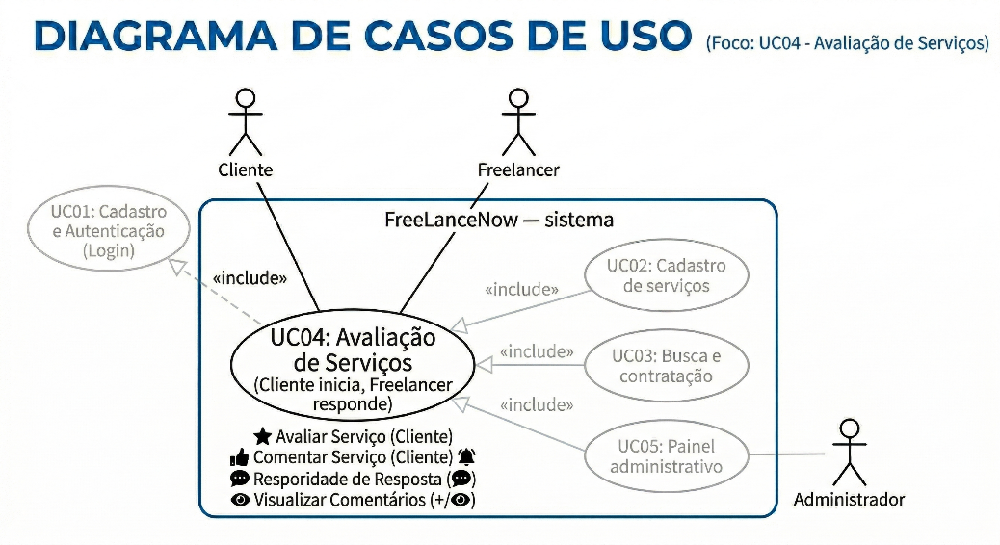 DIAGRAMA DE CASOS DE USO (Foco: UC04 - Avaliação de Serviços)
Cliente
Freelancer
UC01: Cadastro
e Autenticação
(Login)
FreeLanceNow — sistema
«include»
UC02: Cadastro
de serviços
«include»
UC04: Avaliação
de Serviços
(Cliente inicia, Freelancer
responde)
«include»
UC03: Busca e
contratação
«include»
UC05: Painel
administrativo
Avaliar Serviço (Cliente)
Comentar Serviço (Cliente)
Resporidade de Resposta ( )
Visualizar Comentários (+/ )
Administrador